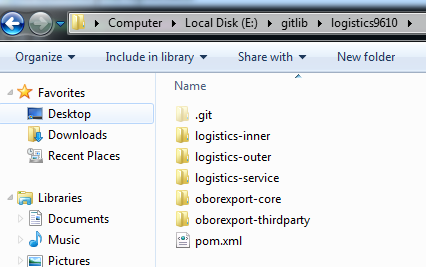 Computer Local Disk (E:) gitlib logistics9610
Organize Include in library Share with Burn New folder
Name
Favorites
Desktop
Downloads
Recent Places
Libraries
Documents
Music
Pictures
.git
logistics-inner
logistics-outer
logistics-service
oborexport-core
oborexport-thirdparty
pom.xml